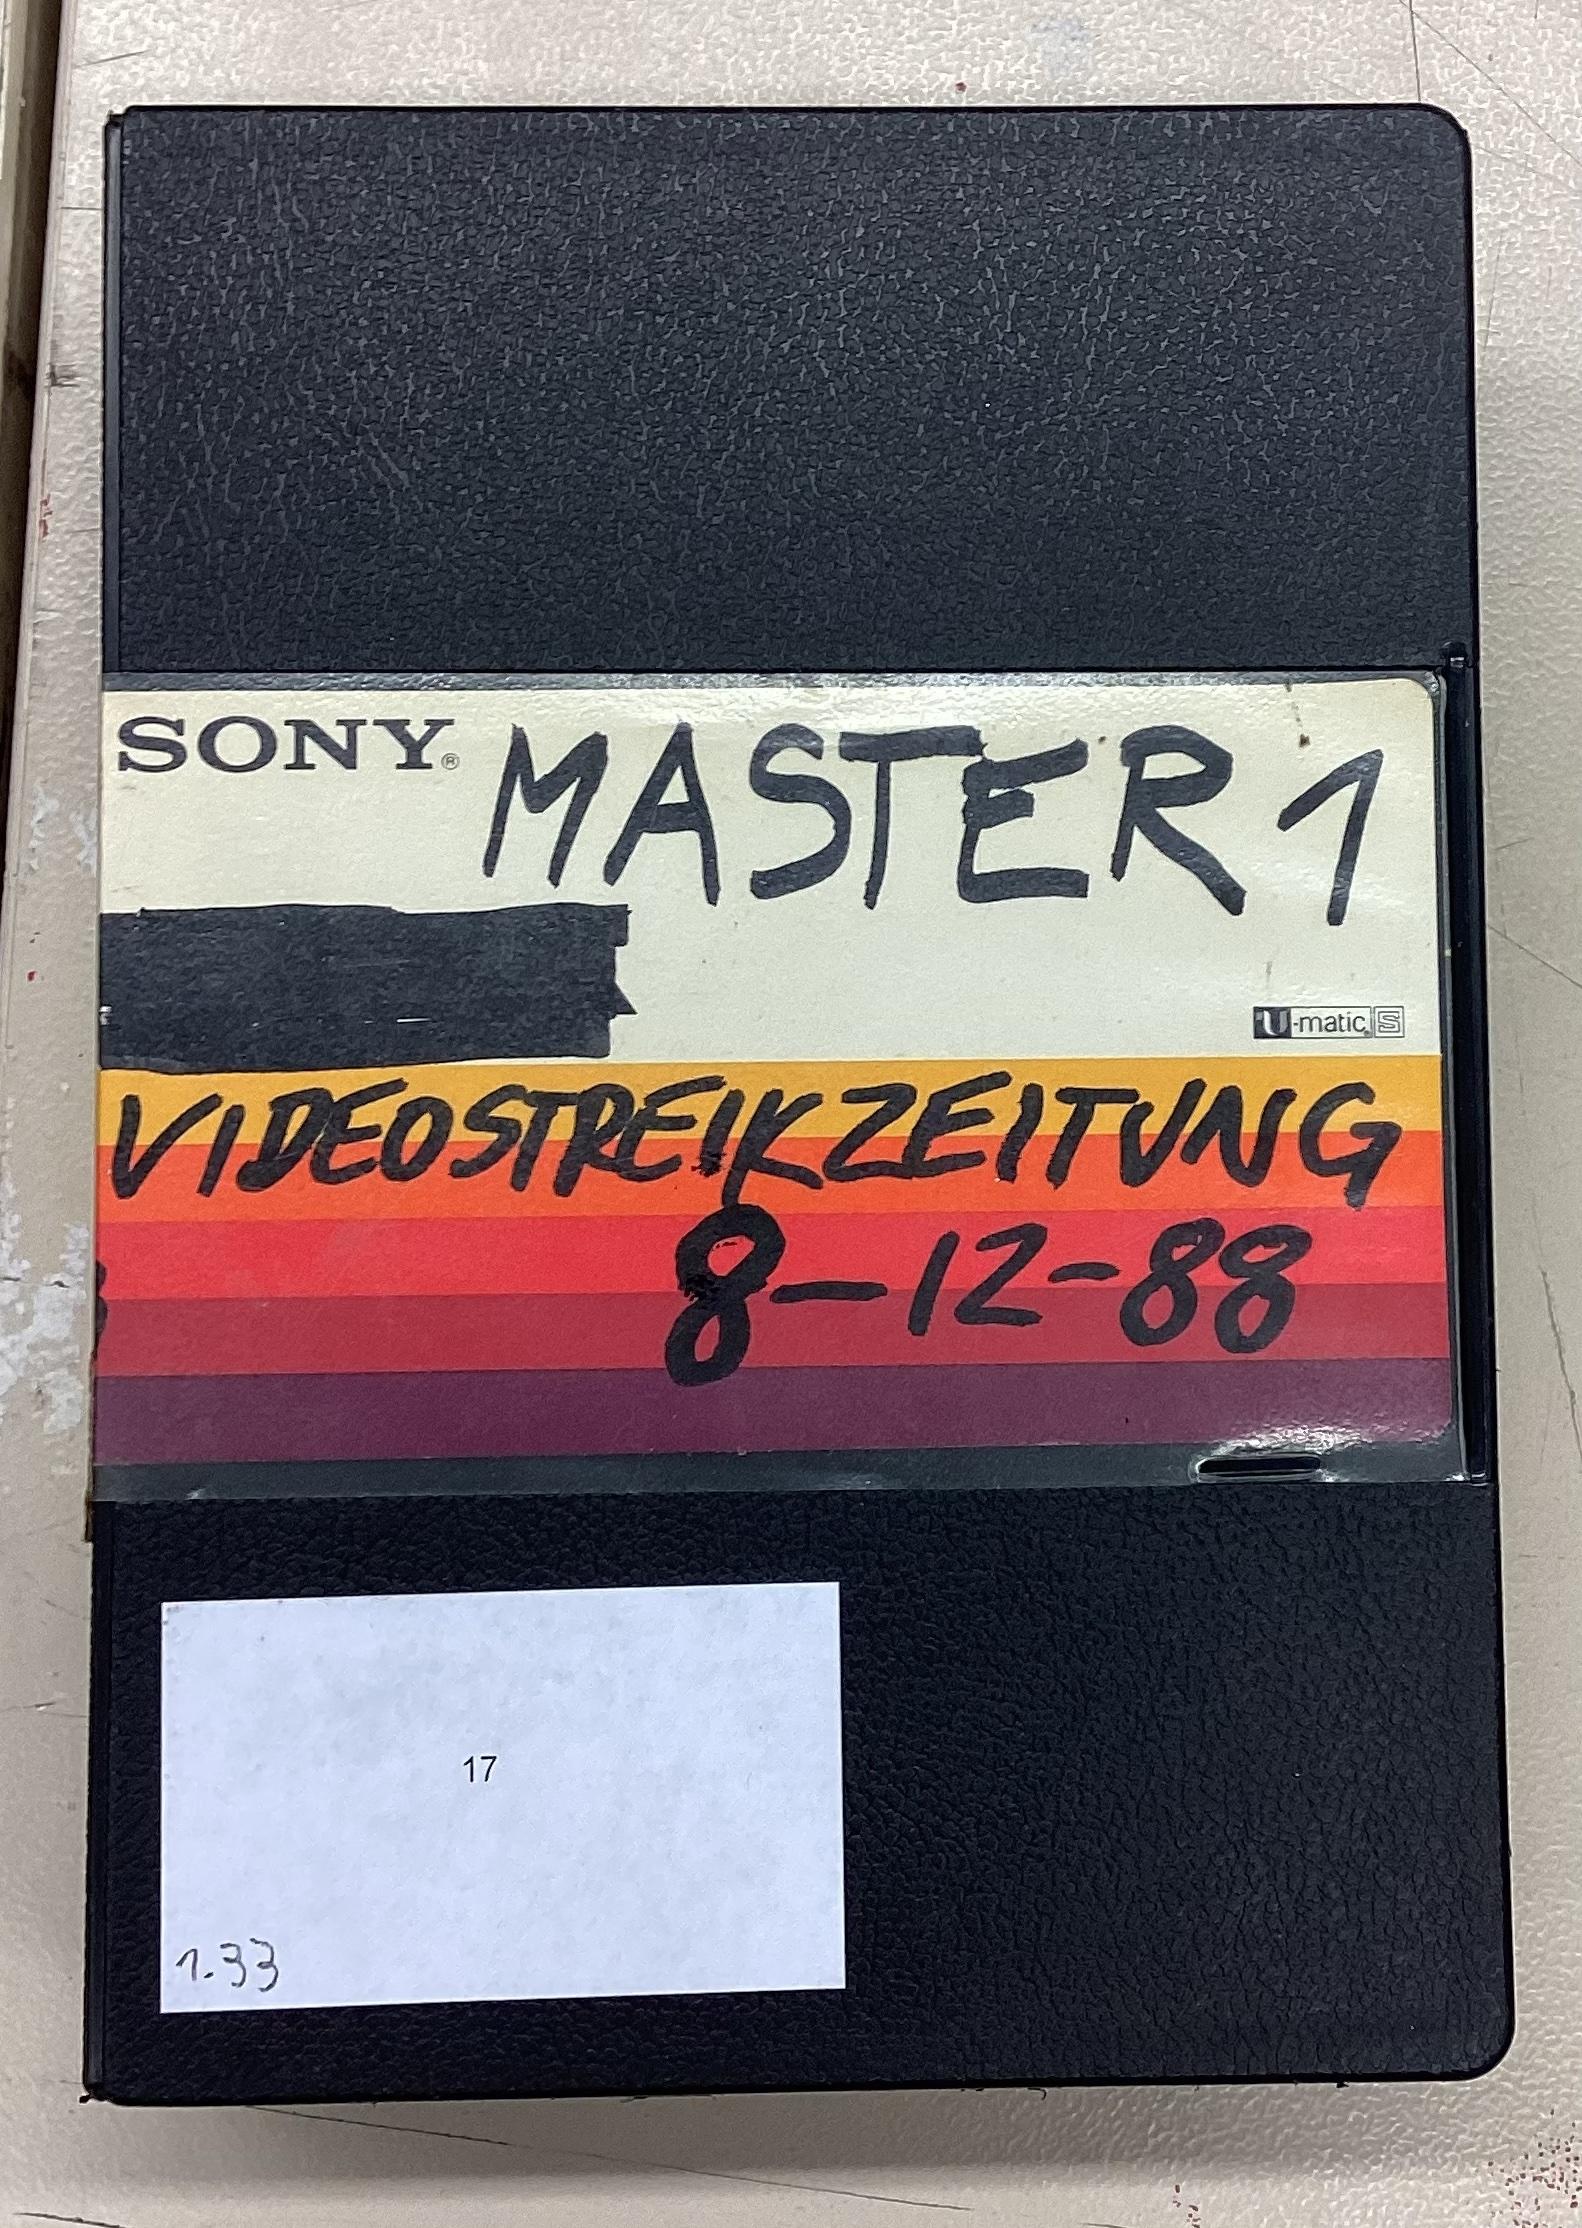 SONY® MASTER 1
U-matic S
VIDEOSTREIKZEITUNG
8-12-88
17
1.33